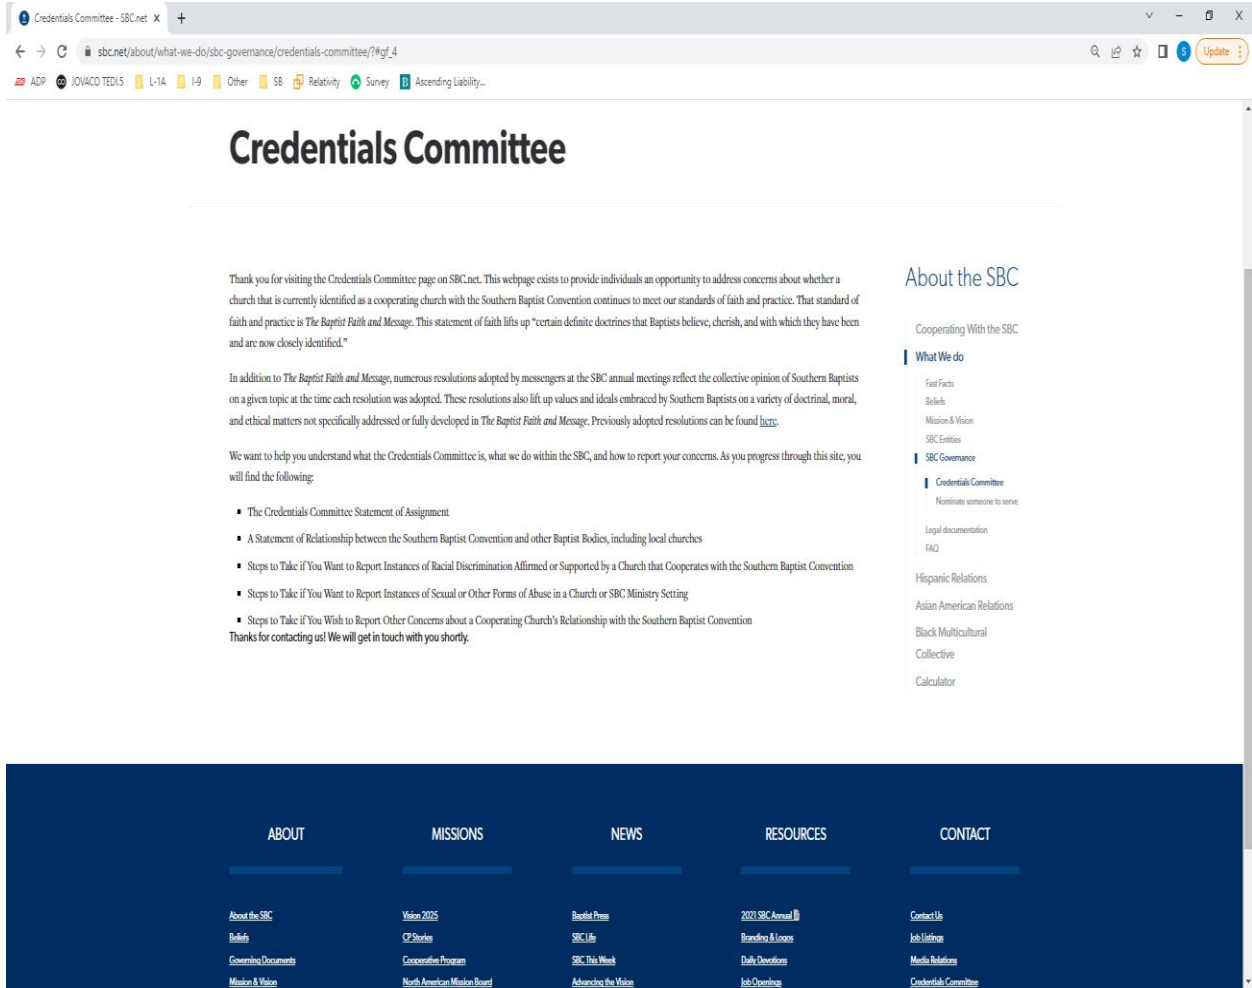 Credentials Committee - SBC.net X +
sbc.net/about/what-we-do/sbc-governance/credentials-committee/?#gf_4
S
Update
ADP
JOVACO TEDI.5
L-1A
I-9
Other
SB
Relativity
Survey
B Ascending Liability...
Credentials Committee
Thank you for visiting the Credentials Committee page on SBC.net. This webpage exists to provide individuals an opportunity to address concerns about whether a
church that is currently identified as a cooperating church with the Southern Baptist Convention continues to meet our standards of faith and practice. That standard of
faith and practice is The Baptist Faith and Message. This statement of faith lifts up “certain definite doctrines that Baptists believe, cherish, and with which they have been
and are now closely identified.”
In addition to The Baptist Faith and Message, numerous resolutions adopted by messengers at the SBC annual meetings reflect the collective opinion of Southern Baptists
on a given topic at the time each resolution was adopted. These resolutions also lift up values and ideals embraced by Southern Baptists on a variety of doctrinal, moral,
and ethical matters not specifically addressed or fully developed in The Baptist Faith and Message. Previously adopted resolutions can be found here.
We want to help you understand what the Credentials Committee is, what we do within the SBC, and how to report your concerns. As you progress through this site, you
will find the following:
▪ The Credentials Committee Statement of Assignment
▪ A Statement of Relationship between the Southern Baptist Convention and other Baptist Bodies, including local churches
▪ Steps to Take if You Want to Report Instances of Racial Discrimination Affirmed or Supported by a Church that Cooperates with the Southern Baptist Convention
▪ Steps to Take if You Want to Report Instances of Sexual or Other Forms of Abuse in a Church or SBC Ministry Setting
▪ Steps to Take if You Wish to Report Other Concerns about a Cooperating Church’s Relationship with the Southern Baptist Convention
Thanks for contacting us! We will get in touch with you shortly.
About the SBC
Cooperating With the SBC
What We do
Fast Facts
Beliefs
Mission & Vision
SBC Entities
SBC Governance
Credentials Committee
Nominate someone to serve
Legal documentation
FAQ
Hispanic Relations
Asian American Relations
Black Multicultural
Collective
Calculator
ABOUT
About the SBC
Beliefs
Governing Documents
Mission & Vision
MISSIONS
Vision 2025
CP Stories
Cooperative Program
North American Mission Board
NEWS
Baptist Press
SBC Life
SBC This Week
Advancing the Vision
RESOURCES
2021 SBC Annual
Branding & Logos
Daily Devotions
Job Openings
CONTACT
Contact Us
Job Listings
Media Relations
Credentials Committee